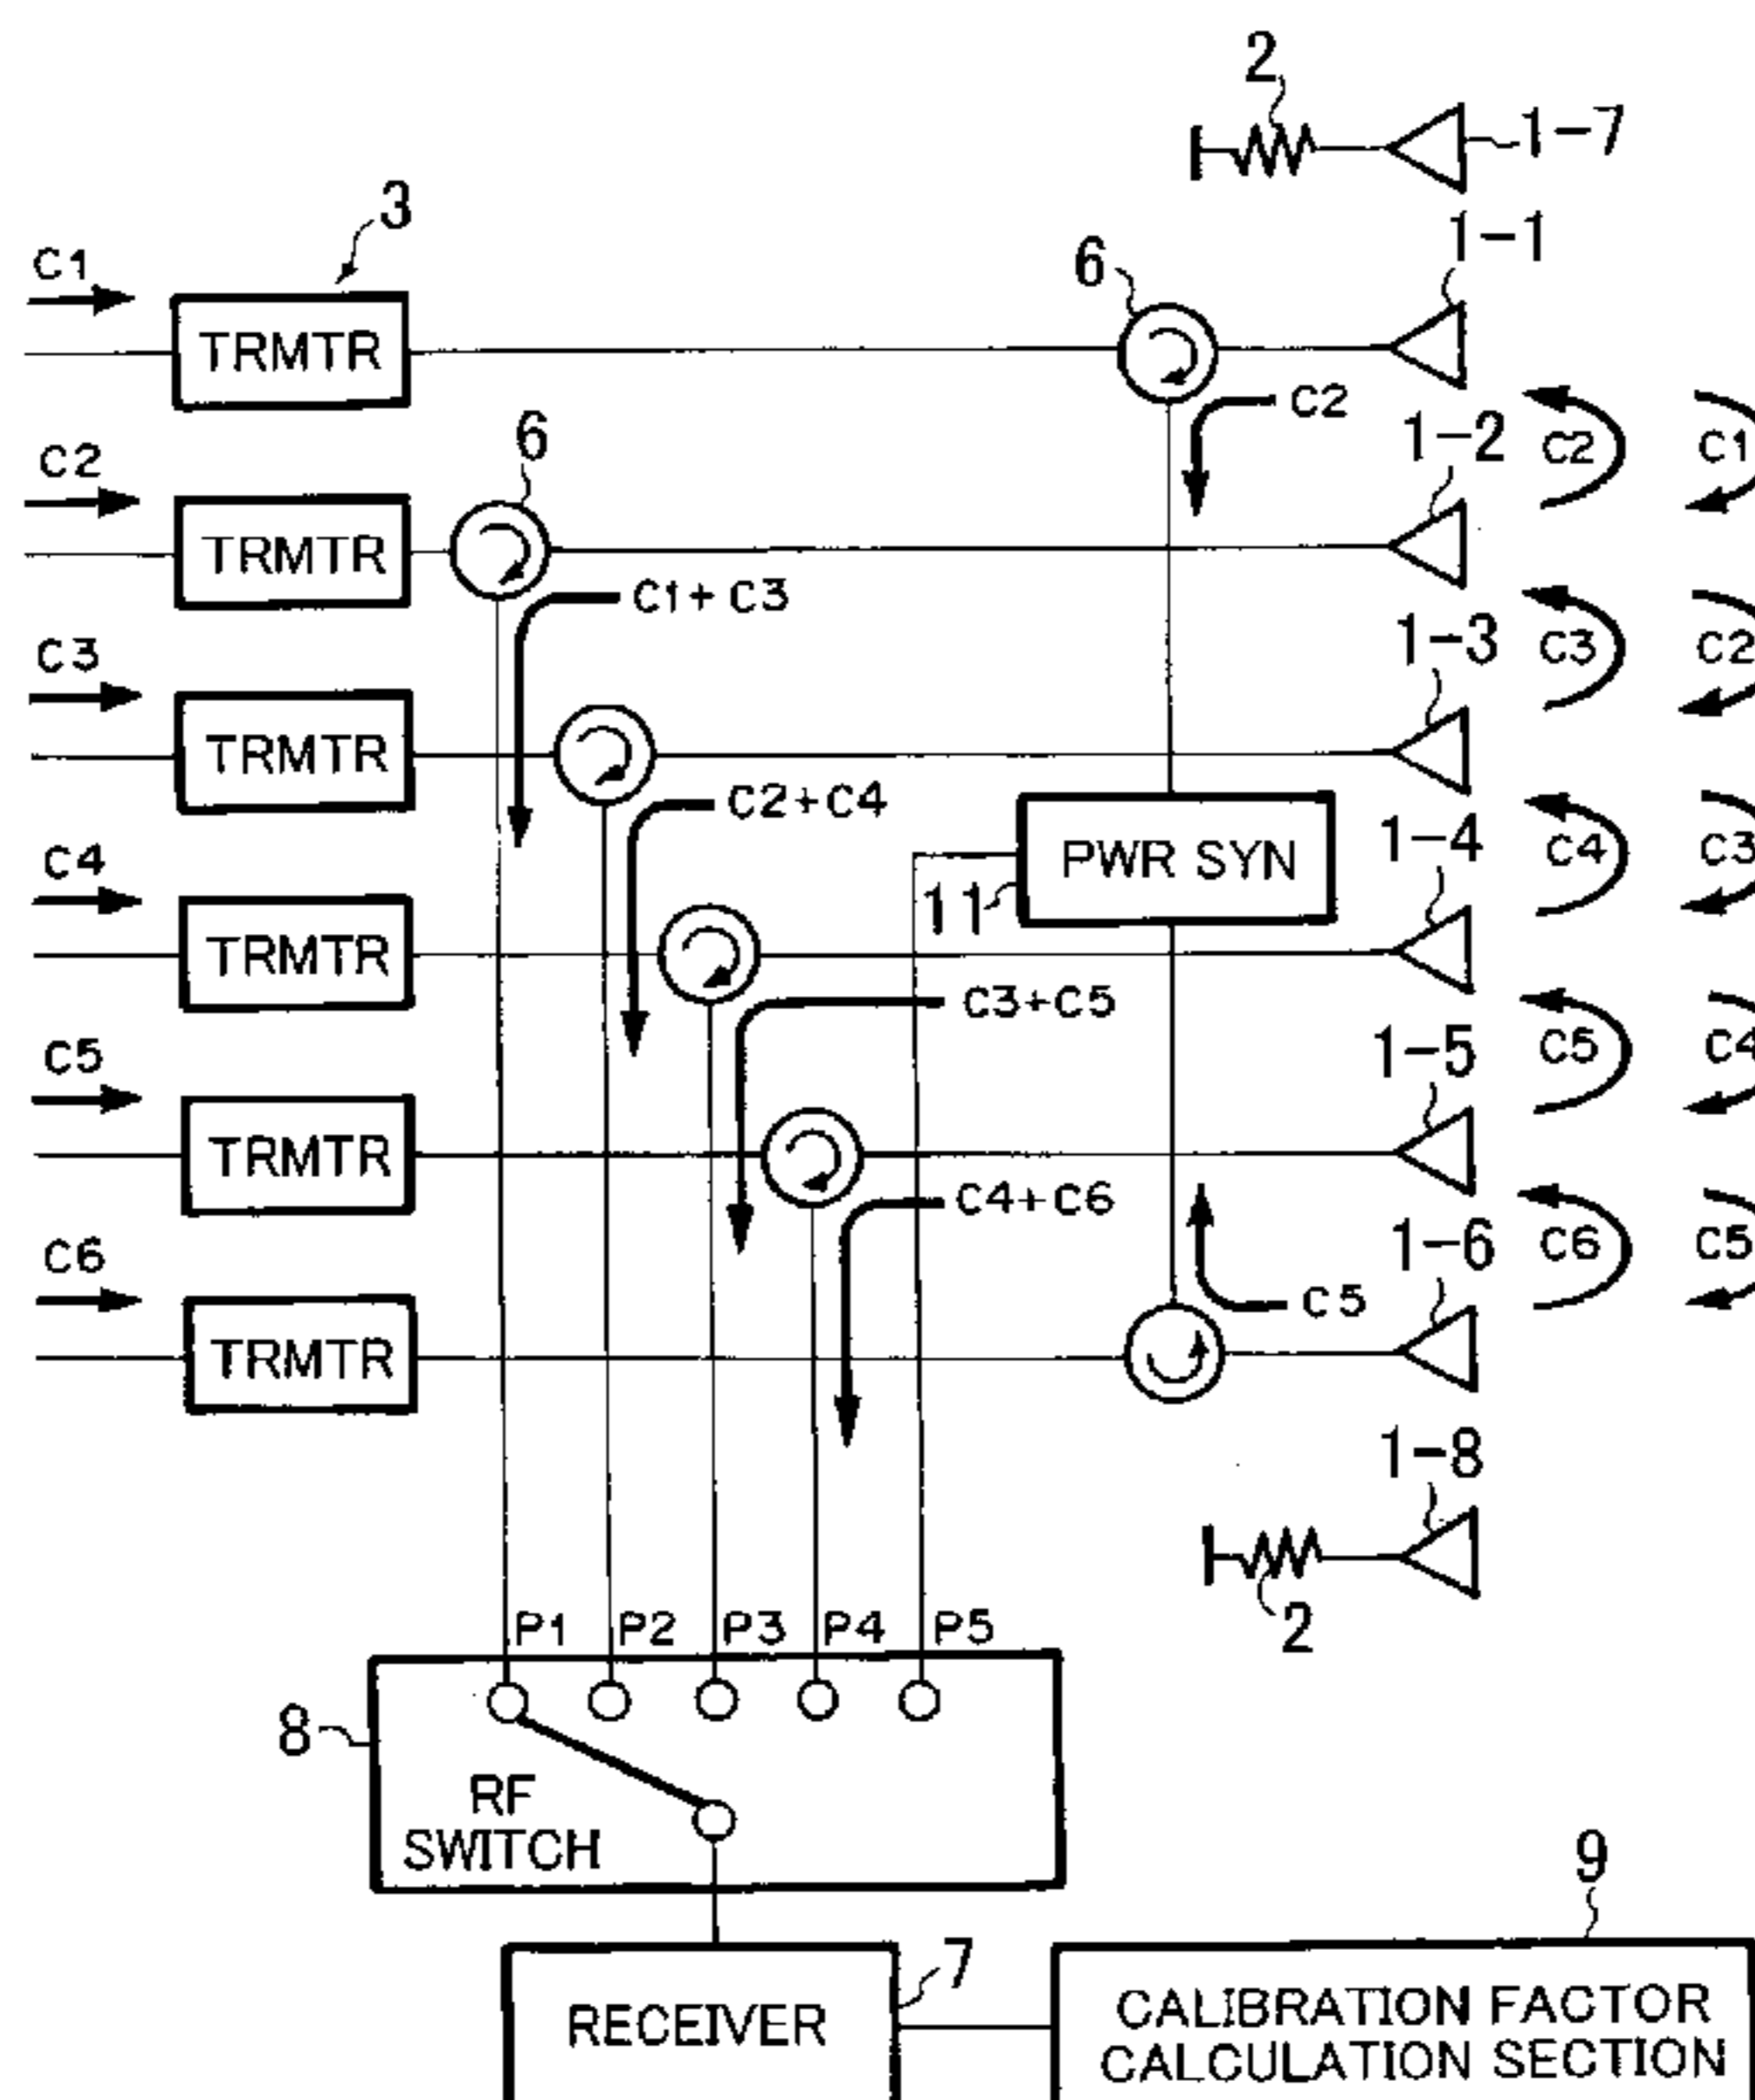 2
1-7
3
1-1
6
C1
TRMTR
C2
1-2
C2
C1
6
C2
TRMTR
C1+C3
1-3
C3
C2
C3
TRMTR
C2+C4
1-4
C4
C3
PWR SYN
11
C4
TRMTR
C3+C5
1-5
C5
C4
C5
TRMTR
C4+C6
1-6
C6
C5
C6
C5
TRMTR
1-8
2
P1 P2 P3 P4 P5
8
RF
SWITCH
9
7
RECEIVER
CALIBRATION FACTOR
CALCULATION SECTION